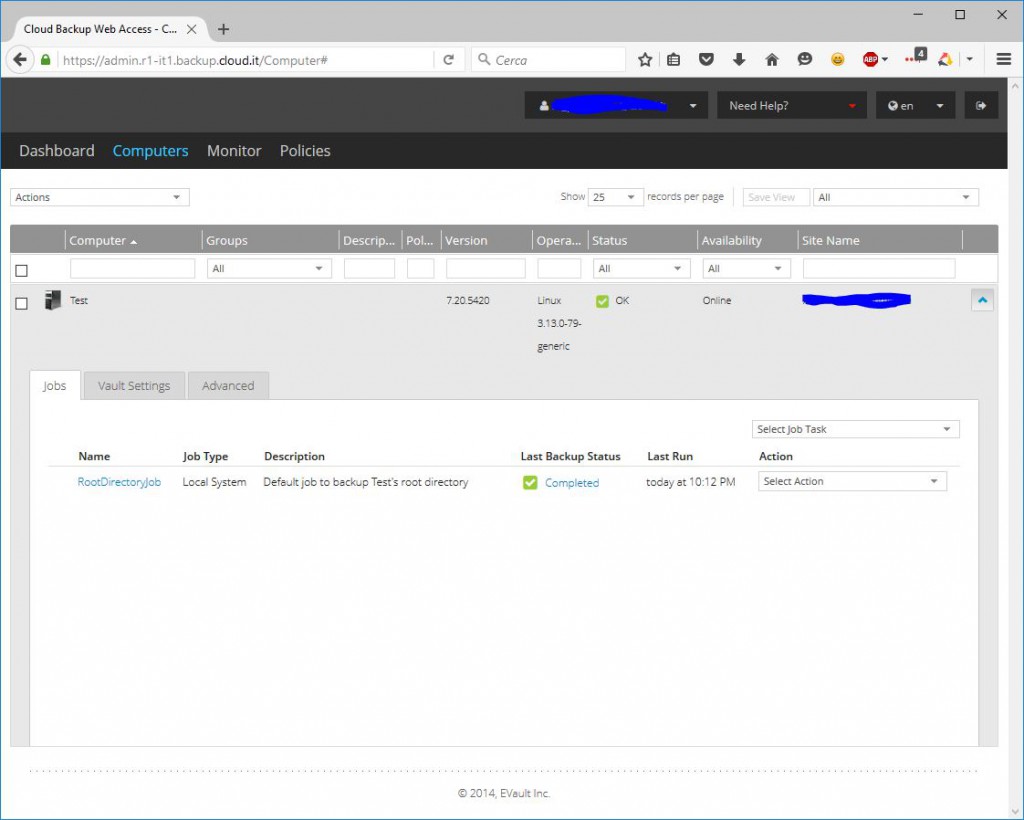 Cloud Backup Web Access - C...
https://admin.r1-it1.backup.cloud.it/Computer#
Cerca
ABP
4
Need Help?
en
Dashboard Computers Monitor Policies
Actions
Show 25 records per page Save View All
Computer Groups Descrip... Pol... Version Opera... Status Availability Site Name
All All All
Test 7.20.5420 Linux OK Online
3.13.0-79-
generic
Jobs Vault Settings Advanced
Select Job Task
Name Job Type Description Last Backup Status Last Run Action
RootDirectoryJob Local System Default job to backup Test's root directory Completed today at 10:12 PM Select Action
© 2014, EVault Inc.